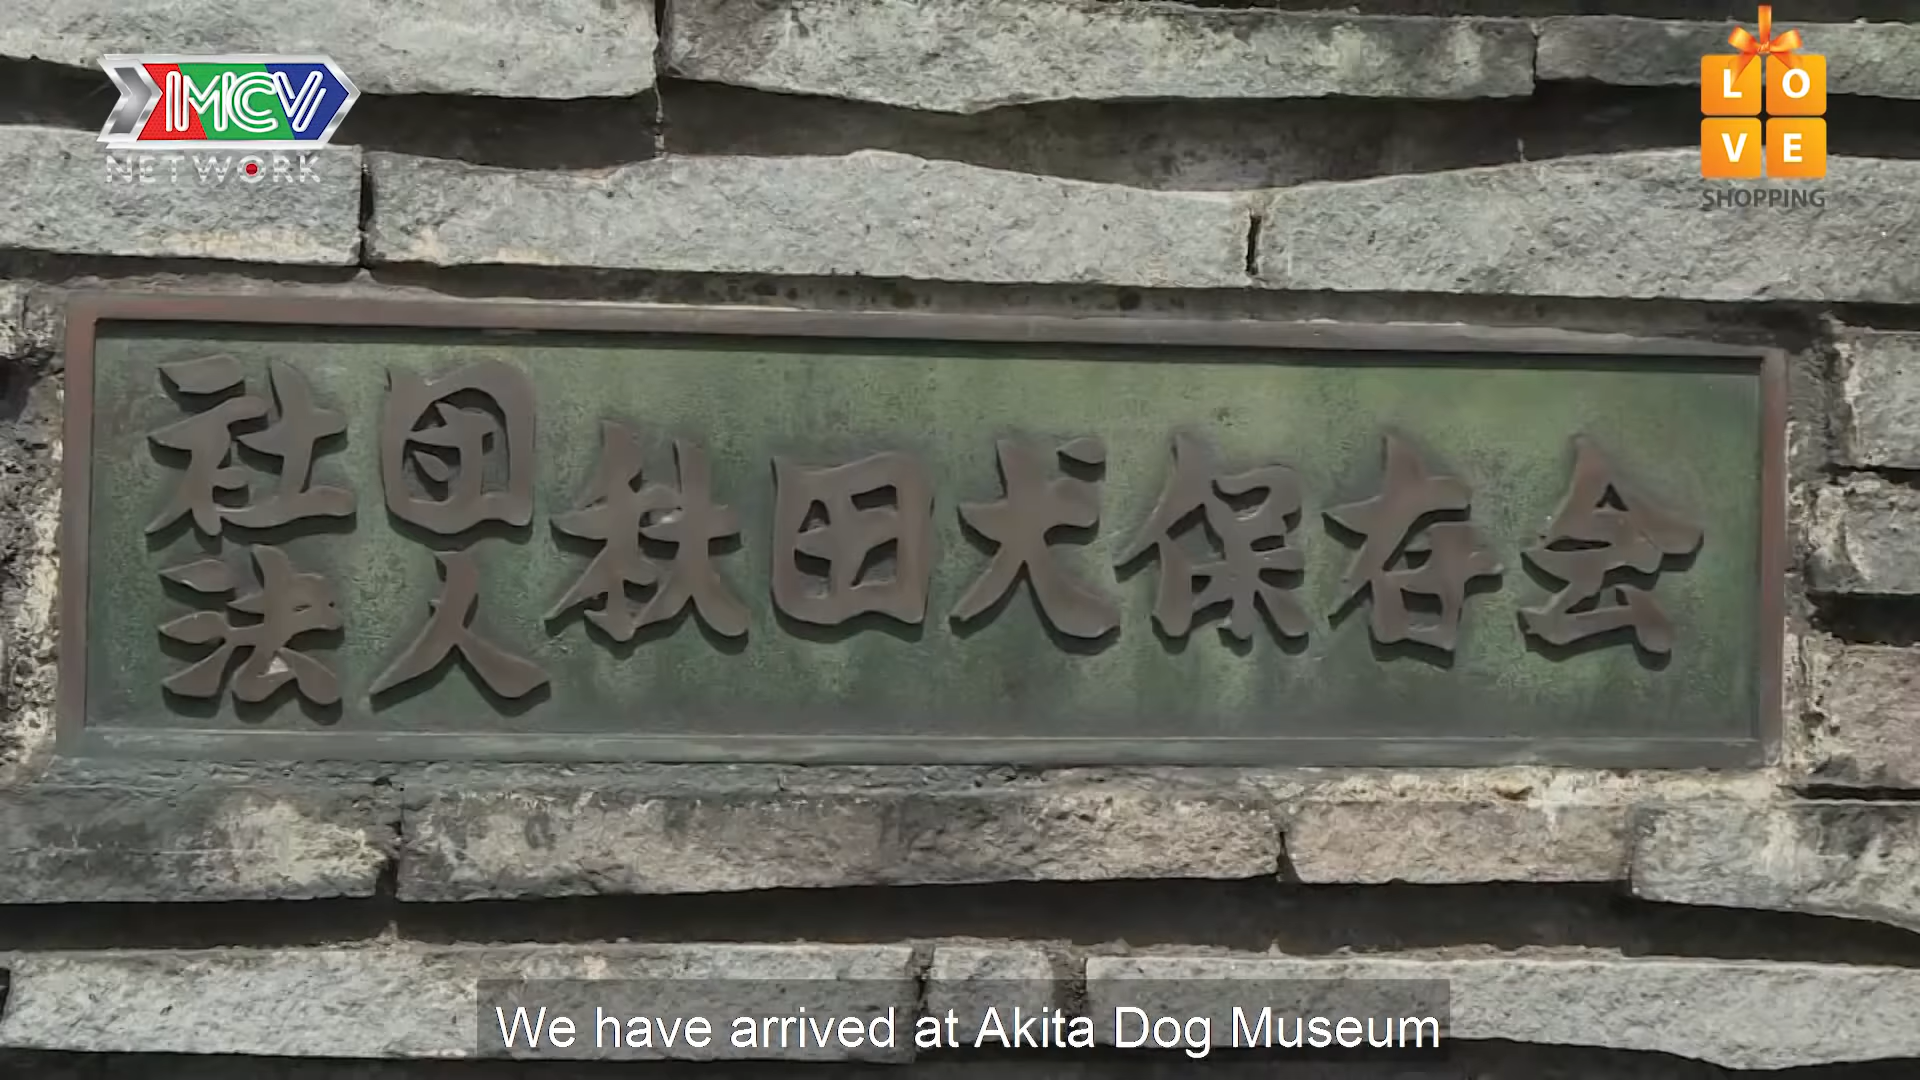 MCV
NETWORK
LOVE
SHOPPING
社団
法人
秋田犬保存会
We have arrived at Akita Dog Museum